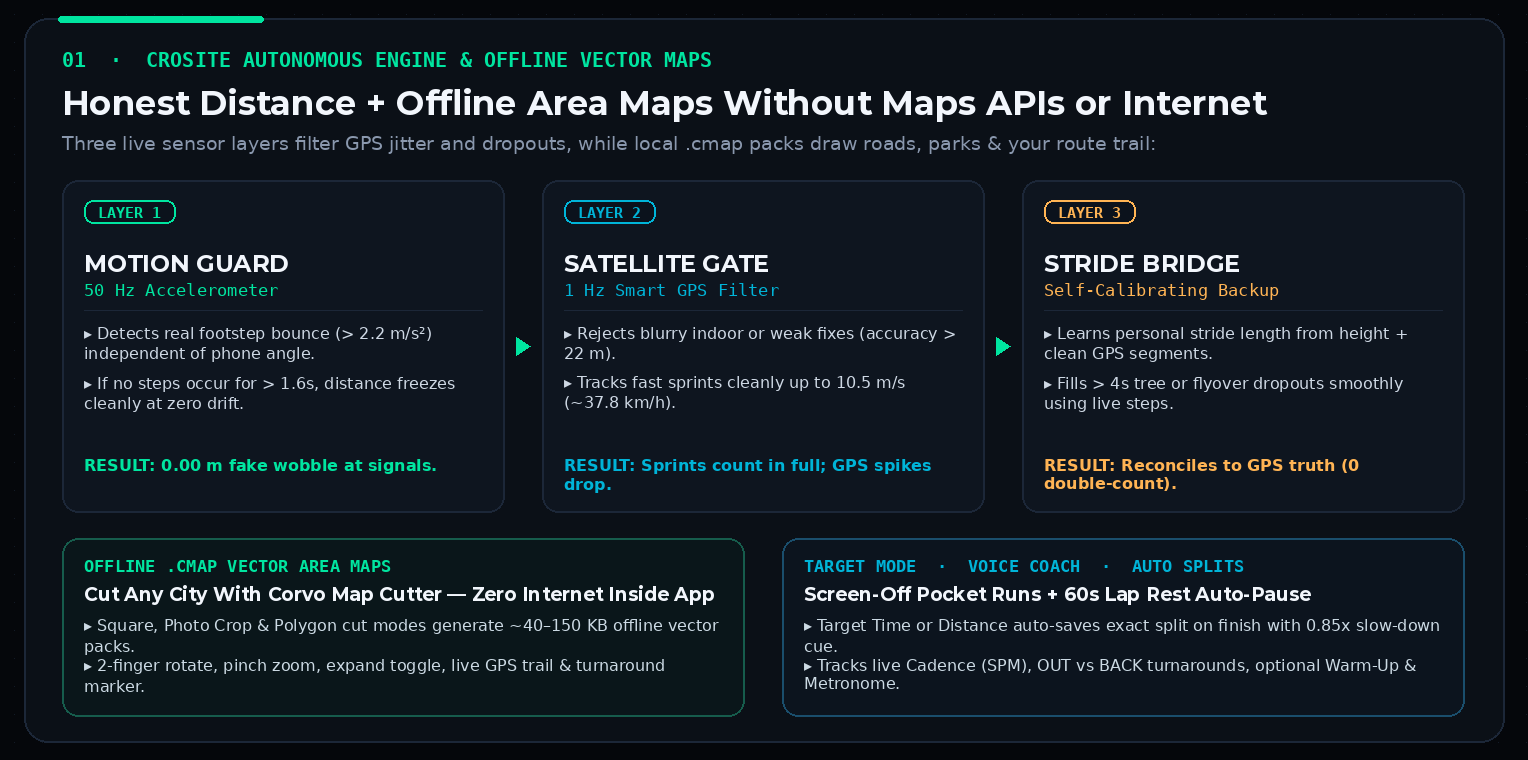 01 · CROSITE AUTONOMOUS ENGINE & OFFLINE VECTOR MAPS
Honest Distance + Offline Area Maps Without Maps APIs or Internet
Three live sensor layers filter GPS jitter and dropouts, while local .cmap packs draw roads, parks & your route trail:
LAYER 1
MOTION GUARD
50 Hz Accelerometer
▸ Detects real footstep bounce (> 2.2 m/s²)
independent of phone angle.
▸ If no steps occur for > 1.6s, distance freezes
cleanly at zero drift.
RESULT: 0.00 m fake wobble at signals.
LAYER 2
SATELLITE GATE
1 Hz Smart GPS Filter
▸ Rejects blurry indoor or weak fixes (accuracy >
22 m).
▸ Tracks fast sprints cleanly up to 10.5 m/s
(~37.8 km/h).
RESULT: Sprints count in full; GPS spikes
drop.
LAYER 3
STRIDE BRIDGE
Self-Calibrating Backup
▸ Learns personal stride length from height +
clean GPS segments.
▸ Fills > 4s tree or flyover dropouts smoothly
using live steps.
RESULT: Reconciles to GPS truth (0
double-count).
OFFLINE .CMAP VECTOR AREA MAPS
Cut Any City With Corvo Map Cutter — Zero Internet Inside App
▸ Square, Photo Crop & Polygon cut modes generate ~40–150 KB offline vector
packs.
▸ 2-finger rotate, pinch zoom, expand toggle, live GPS trail & turnaround
marker.
TARGET MODE · VOICE COACH · AUTO SPLITS
Screen-Off Pocket Runs + 60s Lap Rest Auto-Pause
▸ Target Time or Distance auto-saves exact split on finish with 0.85x slow-down
cue.
▸ Tracks live Cadence (SPM), OUT vs BACK turnarounds, optional Warm-Up &
Metronome.